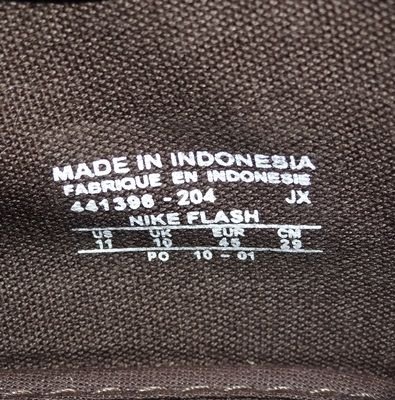 MADE IN INDONESIA
FABRIQUE EN INDONESIE
441396 - 204 JX
NIKE FLASH
US UK EUR CM
11 10 45 29
PO 10 - 01